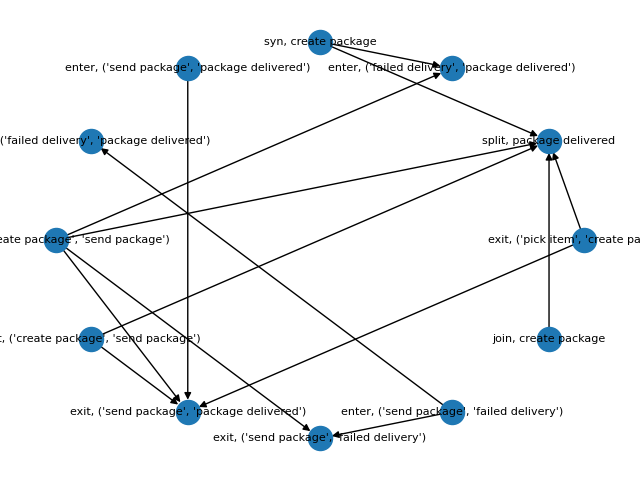 syn, create package
enter, ('send package', 'package delivered')
enter, ('failed delivery', 'package delivered')
('failed delivery', 'package delivered')
split, package delivered
package', 'send package')
exit, ('pick item', 'create
('create package', 'send package')
join, create package
exit, ('send package', 'package delivered')
enter, ('send package', 'failed delivery')
exit, ('send package', 'failed delivery')